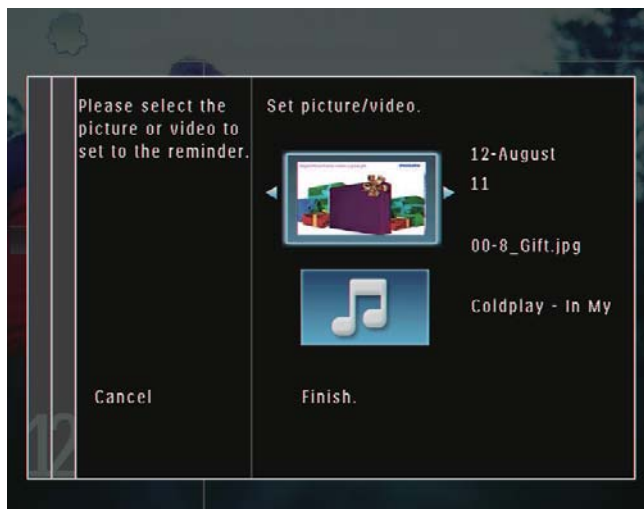 Please select the
picture or video to
set to the reminder.
Set picture/video.
12-August
11
00-8_Gift.jpg
Coldplay - In My
Cancel
Finish.
12